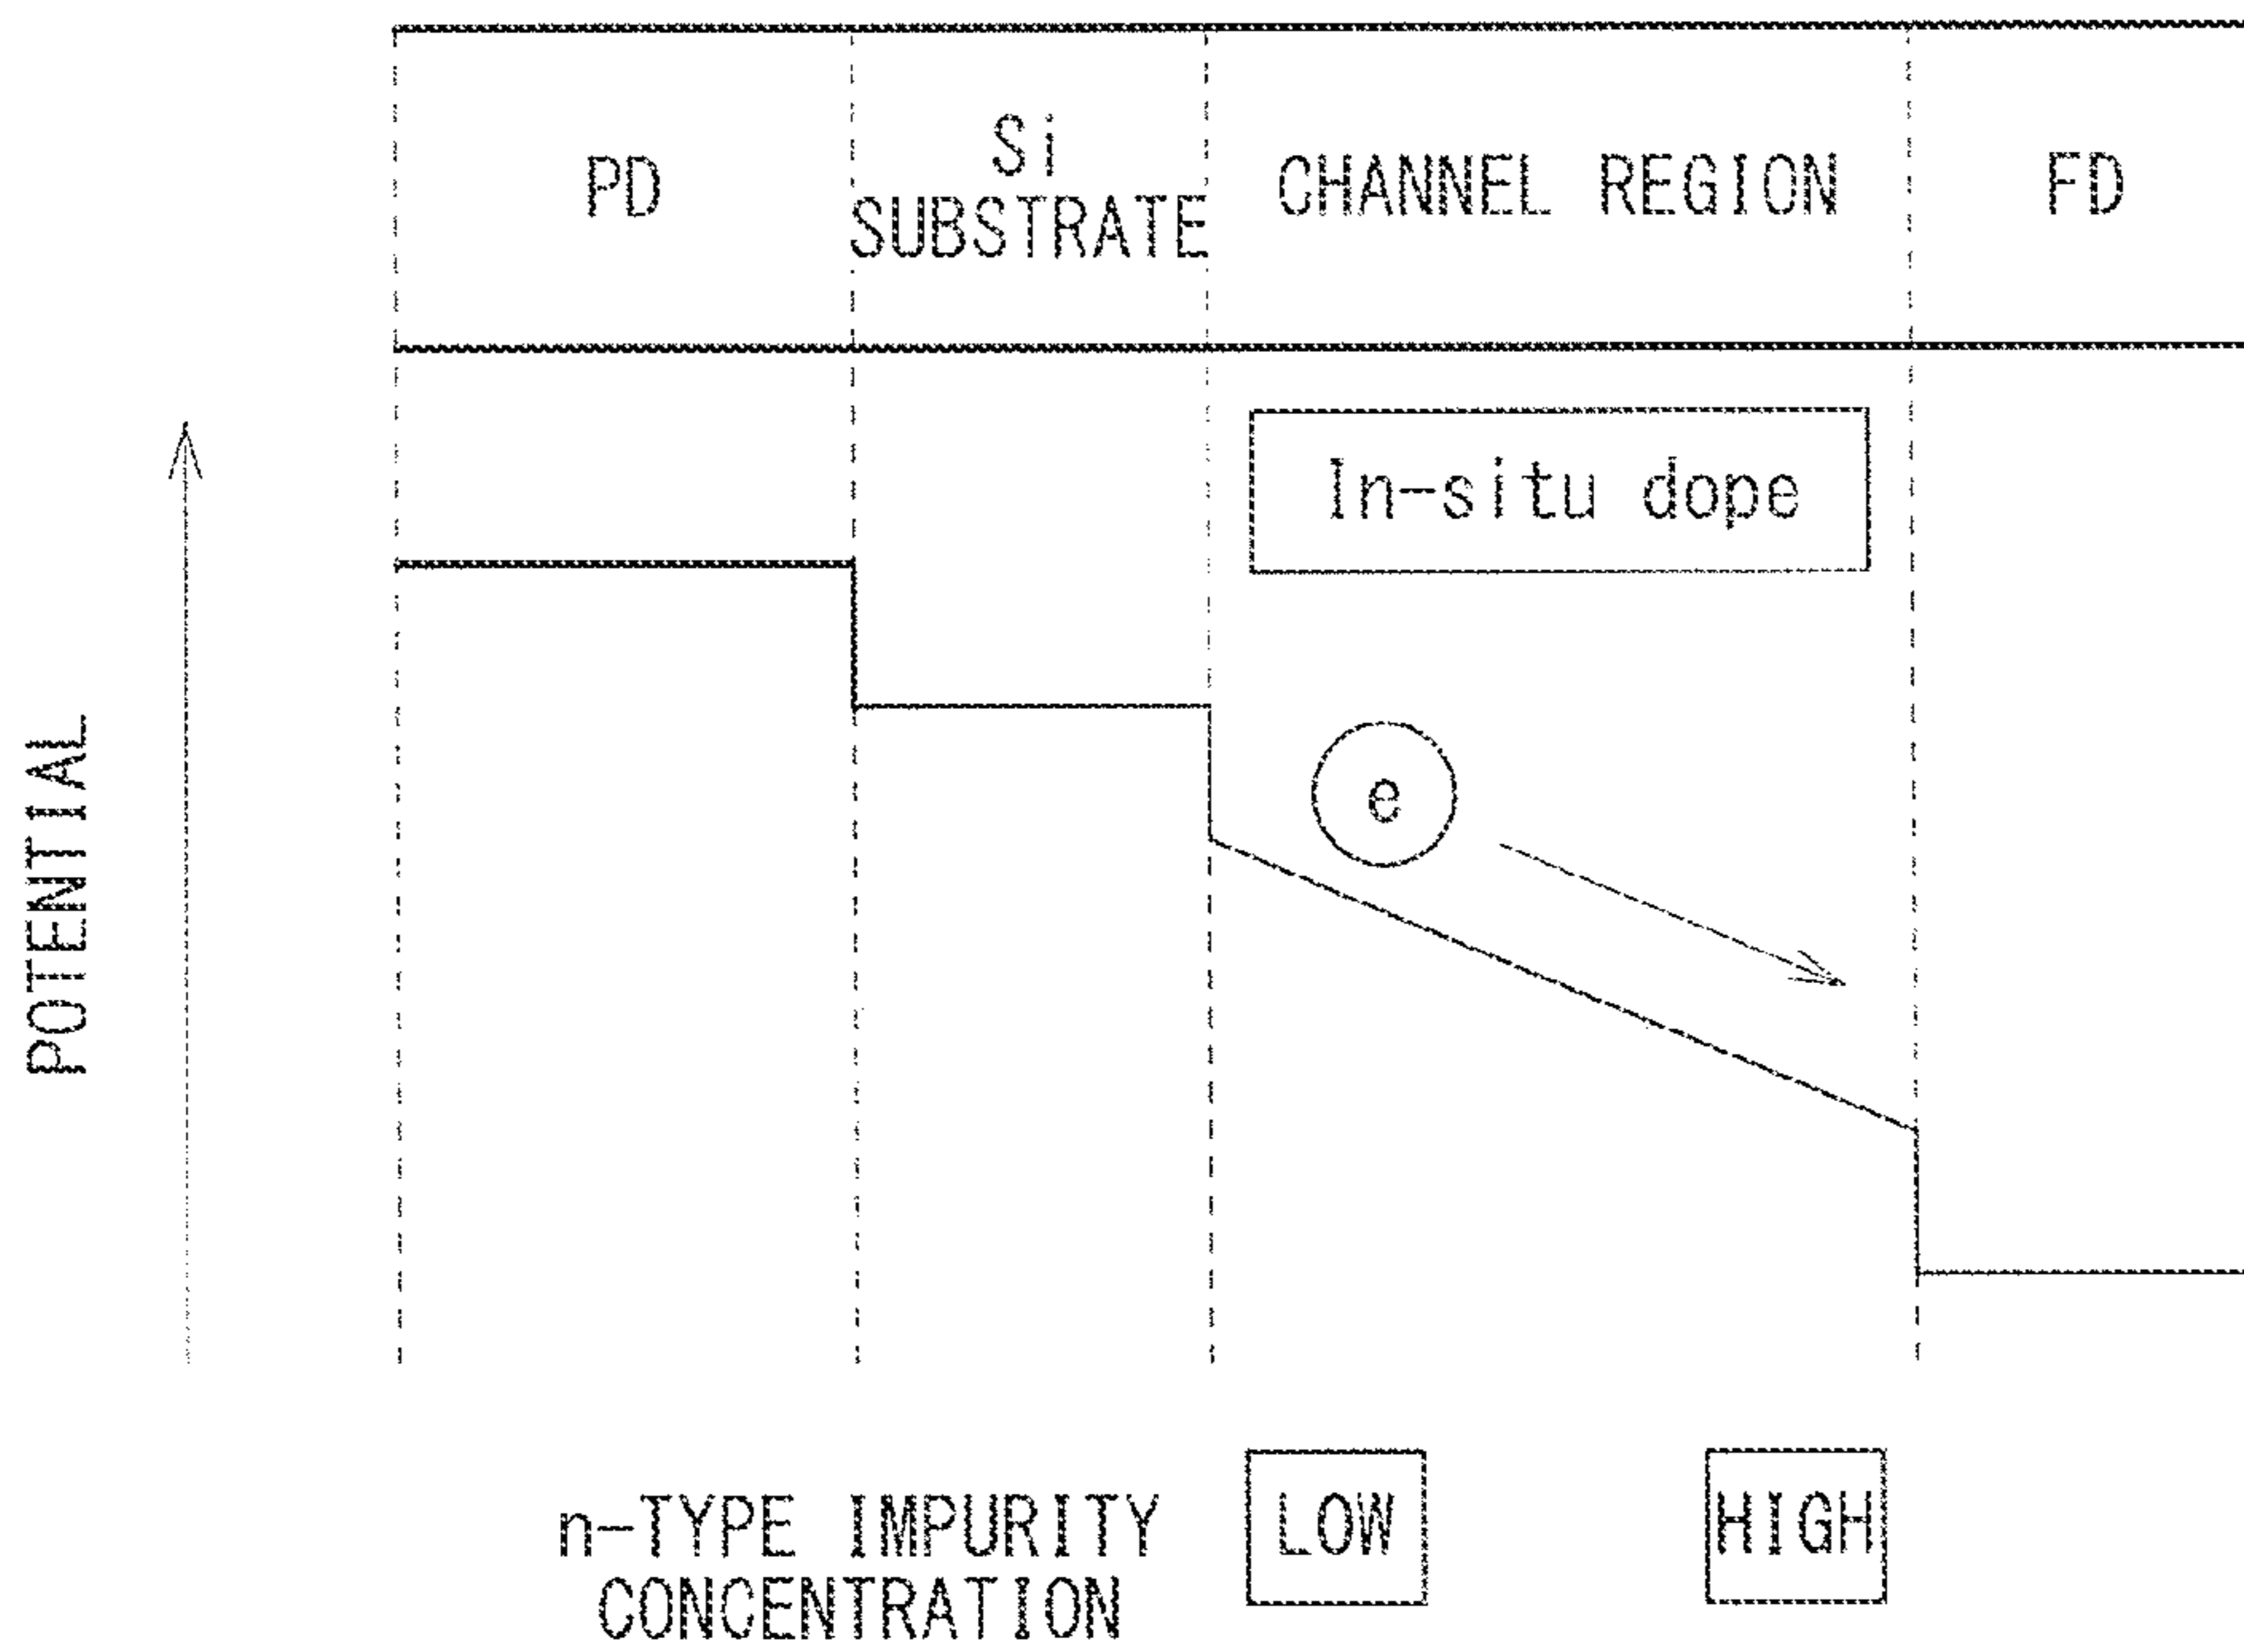 PD
Si
SUBSTRATE
CHANNEL REGION
FD
In-situ dope
POTENTIAL
e
n-TYPE IMPURITY
CONCENTRATION
LOW
HIGH